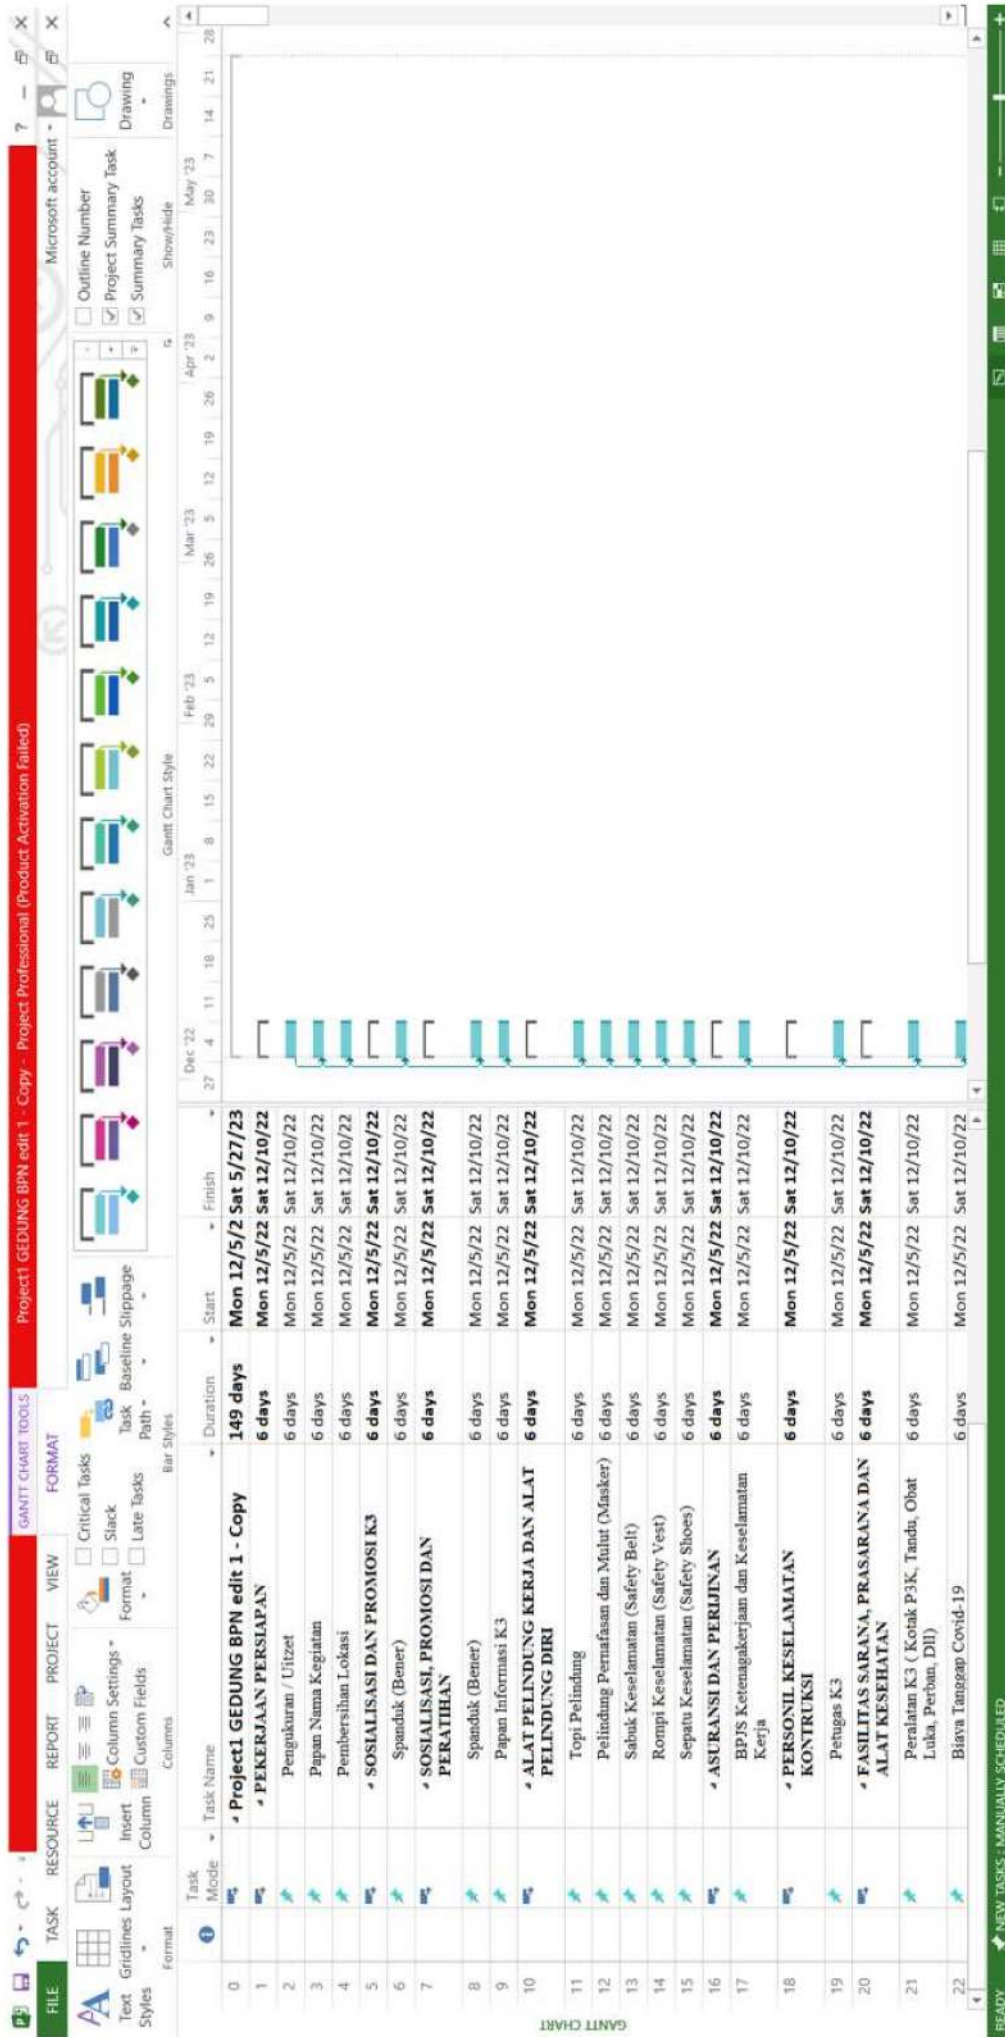 Project1 GEDUNG BPN edit 1 - Copy - Project Professional (Product Activation Failed)
GANTT CHART TOOLS
FILE TASK RESOURCE REPORT PROJECT VIEW FORMAT
Microsoft account
Text Styles
Gridlines
Layout
Format
Insert Column
Column Settings
Custom Fields
Columns
Format
Critical Tasks
Slack
Late Tasks
Task Path
Baseline
Slippage
Bar Styles
Gantt Chart Style
Outline Number
Project Summary Task
Summary Tasks
Show/Hide
Drawing
Drawings
Task Mode Task Name Duration Start Finish
Dec '22 Jan '23 Feb '23 Mar '23 Apr '23 May '23
27 4 11 18 25 1 8 15 22 29 5 12 19 26 5 12 19 26 2 9 16 23 30 7 14 21 28
0 Project1 GEDUNG BPN edit 1 - Copy 149 days Mon 12/5/2 Sat 5/27/23
1 PEKERJAAN PERSIAPAN 6 days Mon 12/5/22 Sat 12/10/22
2 Pengukuran / Uitzet 6 days Mon 12/5/22 Sat 12/10/22
3 Papan Nama Kegiatan 6 days Mon 12/5/22 Sat 12/10/22
4 Pembersihan Lokasi 6 days Mon 12/5/22 Sat 12/10/22
5 SOSIALISASI DAN PROMOSI K3 6 days Mon 12/5/22 Sat 12/10/22
6 Spanduk (Bener) 6 days Mon 12/5/22 Sat 12/10/22
7 SOSIALISASI, PROMOSI DAN 6 days Mon 12/5/22 Sat 12/10/22
PERATIHAN
8 Spanduk (Bener) 6 days Mon 12/5/22 Sat 12/10/22
9 Papan Informasi K3 6 days Mon 12/5/22 Sat 12/10/22
10 ALAT PELINDUNG KERJA DAN ALAT 6 days Mon 12/5/22 Sat 12/10/22
PELINDUNG DIRI
11 Topi Pelindung 6 days Mon 12/5/22 Sat 12/10/22
12 Pelindung Pernafasan dan Mulut (Masker) 6 days Mon 12/5/22 Sat 12/10/22
13 Sabuk Keselamatan (Safety Belt) 6 days Mon 12/5/22 Sat 12/10/22
14 Rompi Keselamatan (Safety Vest) 6 days Mon 12/5/22 Sat 12/10/22
15 Sepatu Keselamatan (Safety Shoes) 6 days Mon 12/5/22 Sat 12/10/22
16 ASURANSI DAN PERIJINAN 6 days Mon 12/5/22 Sat 12/10/22
17 BPJS Ketenagakerjaan dan Keselamatan 6 days Mon 12/5/22 Sat 12/10/22
Kerja
18 PERSONIL KESELAMATAN 6 days Mon 12/5/22 Sat 12/10/22
KONTRUKSI
19 Petugas K3 6 days Mon 12/5/22 Sat 12/10/22
20 FASILITAS SARANA, PRASARANA DAN 6 days Mon 12/5/22 Sat 12/10/22
ALAT KESEHATAN
21 Peralatan K3 ( Kotak P3K, Tandu, Obat 6 days Mon 12/5/22 Sat 12/10/22
Luka, Perban, Dll)
22 Biaya Tanggap Covid-19 6 days Mon 12/5/22 Sat 12/10/22
GANTT CHART
READY NEW TASKS : MANUALLY SCHEDULED